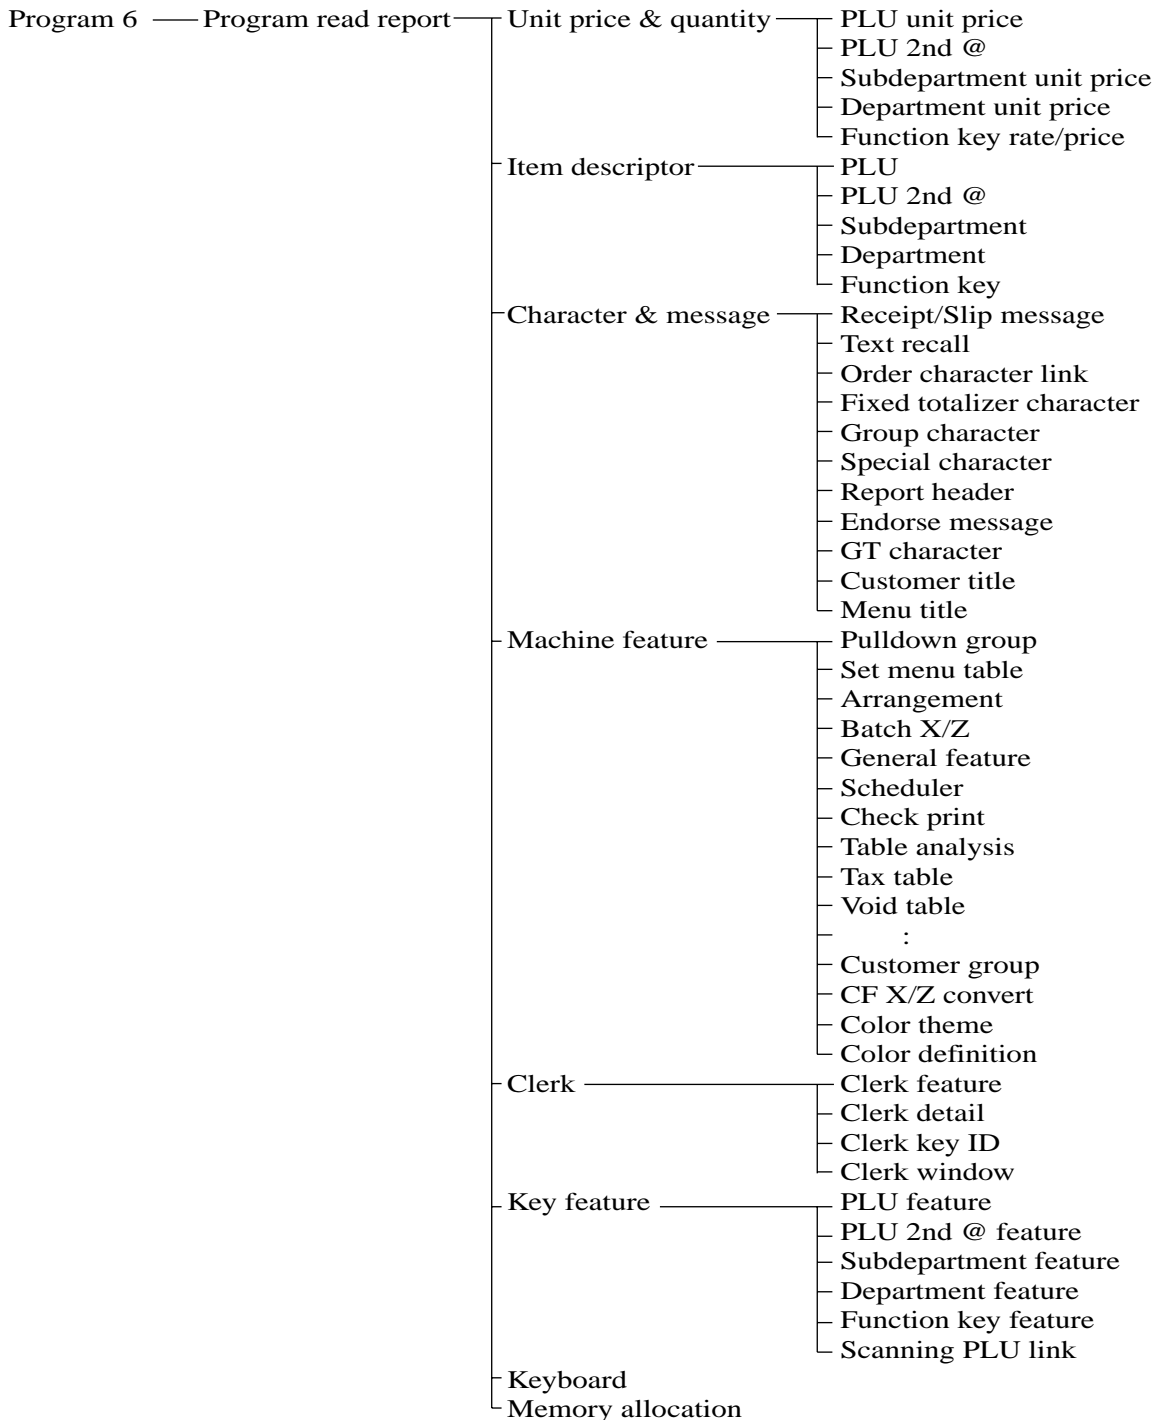 Program 6 Program read report Unit price & quantity PLU unit price
PLU 2nd @
Subdepartment unit price
Department unit price
Function key rate/price
Item descriptor PLU
PLU 2nd @
Subdepartment
Department
Function key
Character & message Receipt/Slip message
Text recall
Order character link
Fixed totalizer character
Group character
Special character
Report header
Endorse message
GT character
Customer title
Menu title
Machine feature Pulldown group
Set menu table
Arrangement
Batch X/Z
General feature
Scheduler
Check print
Table analysis
Tax table
Void table
:
Customer group
CF X/Z convert
Color theme
Color definition
Clerk Clerk feature
Clerk detail
Clerk key ID
Clerk window
Key feature PLU feature
PLU 2nd @ feature
Subdepartment feature
Department feature
Function key feature
Scanning PLU link
Keyboard
Memory allocation